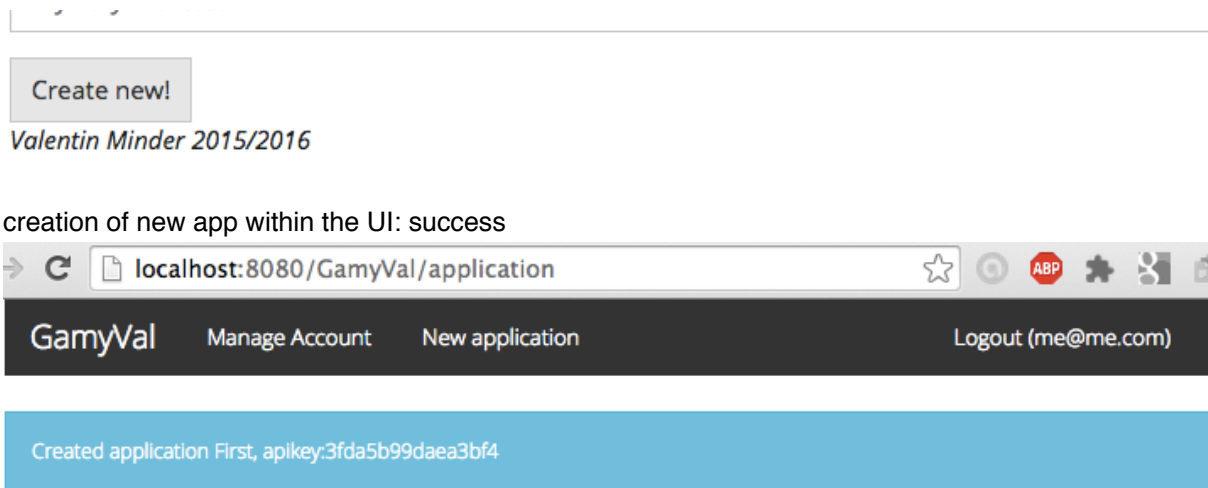 Create new!
Valentin Minder 2015/2016
creation of new app within the UI: success
localhost:8080/GamyVal/application
ABP
GamyVal Manage Account New application Logout (me@me.com)
Created application First, apikey:3fda5b99daea3bf4